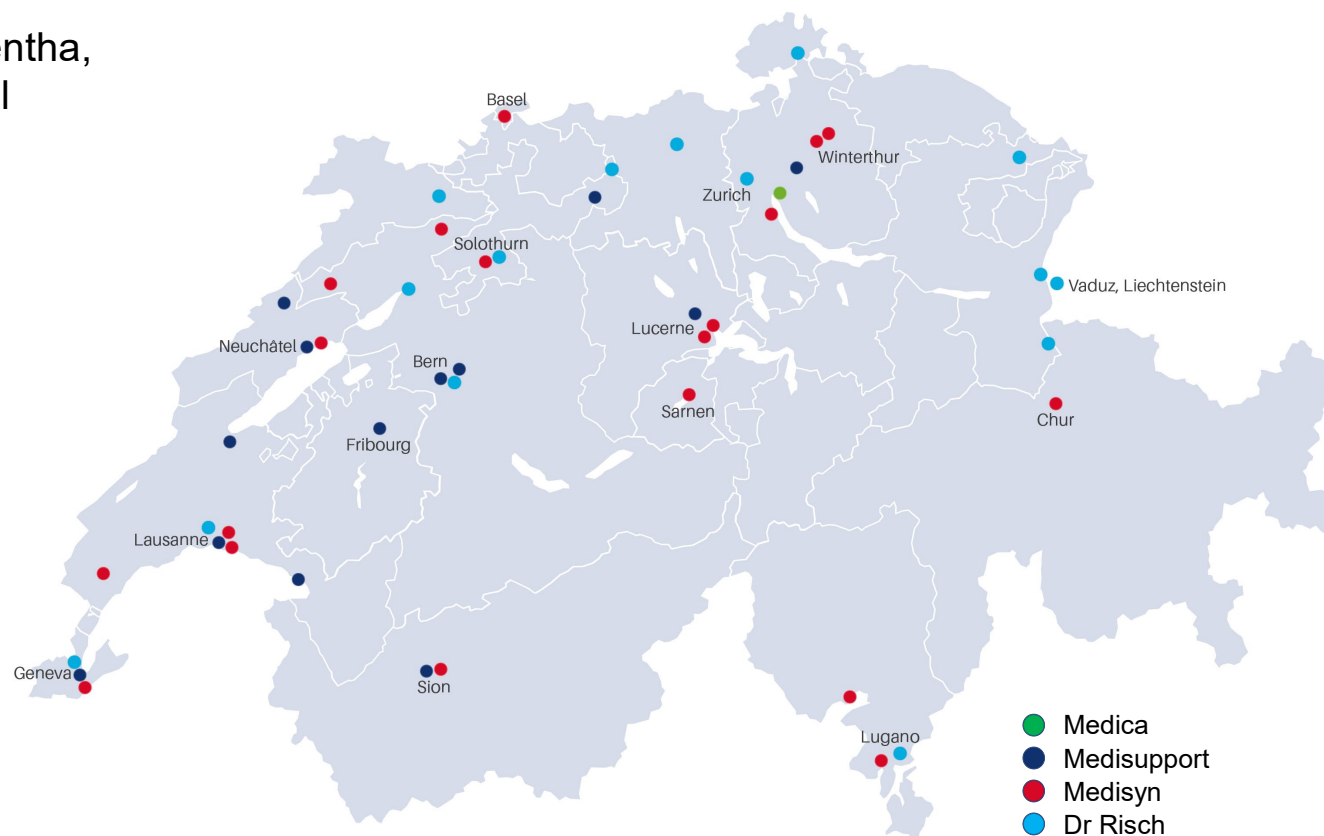 entha,
l
Basel
Winterthur
Zurich
Solothurn
Vaduz, Liechtenstein
Lucerne
Neuchâtel
Bern
Sarnen
Chur
Fribourg
Lausanne
Geneva
Sion
Lugano
Medica
Medisupport
Medisyn
Dr Risch